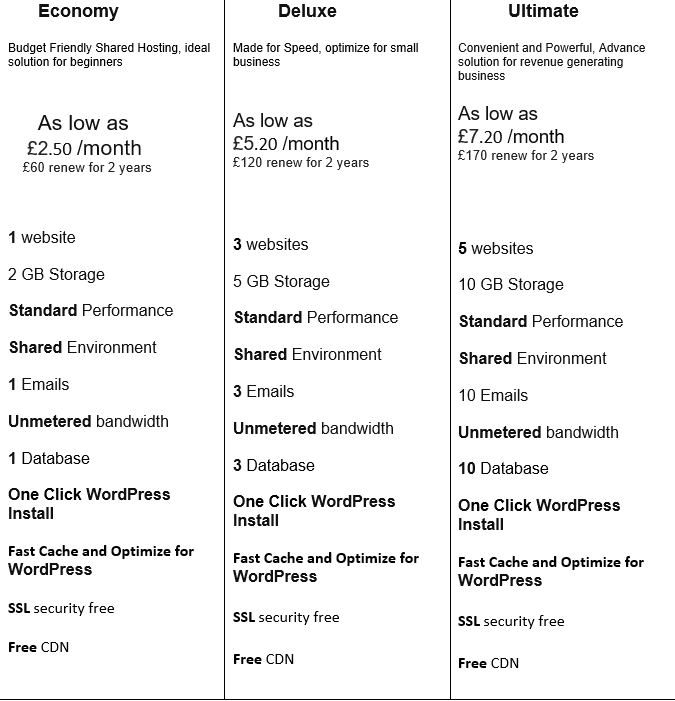 Economy
Budget Friendly Shared Hosting, ideal
solution for beginners
As low as
£2.50 /month
£60 renew for 2 years
1 website
2 GB Storage
Standard Performance
Shared Environment
1 Emails
Unmetered bandwidth
1 Database
One Click WordPress
Install
Fast Cache and Optimize for
WordPress
SSL security free
Free CDN
Deluxe
Made for Speed, optimize for small
business
As low as
£5.20 /month
£120 renew for 2 years
3 websites
5 GB Storage
Standard Performance
Shared Environment
3 Emails
Unmetered bandwidth
3 Database
One Click WordPress
Install
Fast Cache and Optimize for
WordPress
SSL security free
Free CDN
Ultimate
Convenient and Powerful, Advance
solution for revenue generating
business
As low as
£7.20 /month
£170 renew for 2 years
5 websites
10 GB Storage
Standard Performance
Shared Environment
10 Emails
Unmetered bandwidth
10 Database
One Click WordPress
Install
Fast Cache and Optimize for
WordPress
SSL security free
Free CDN